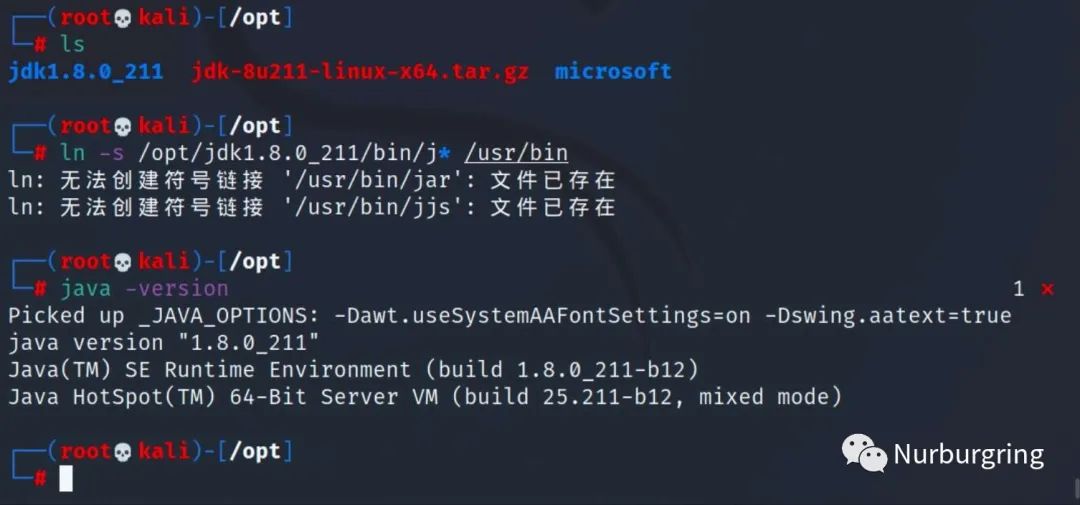 ┌──(root💀kali)-[/opt]
└─# ls
jdk1.8.0_211  jdk-8u211-linux-x64.tar.gz  microsoft
┌──(root💀kali)-[/opt]
└─# ln -s /opt/jdk1.8.0_211/bin/j* /usr/bin
ln: 无法创建符号链接 '/usr/bin/jar': 文件已存在
ln: 无法创建符号链接 '/usr/bin/jjs': 文件已存在
┌──(root💀kali)-[/opt]
└─# java -version 1 ⨯
Picked up _JAVA_OPTIONS: -Dawt.useSystemAAFontSettings=on -Dswing.aatext=true
java version "1.8.0_211"
Java(TM) SE Runtime Environment (build 1.8.0_211-b12)
Java HotSpot(TM) 64-Bit Server VM (build 25.211-b12, mixed mode)
┌──(root💀kali)-[/opt]
└─#
Nurburgring